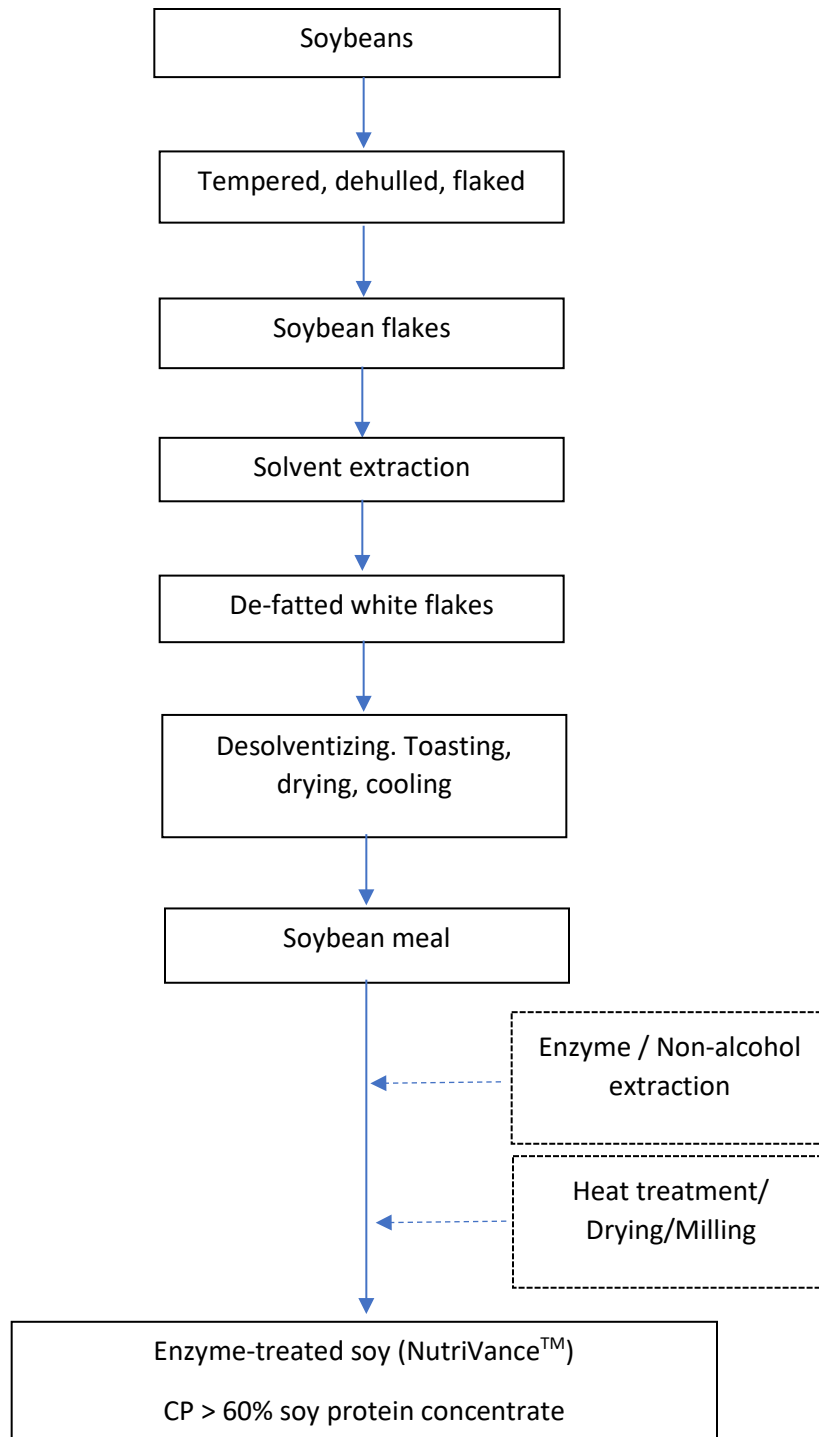 Soybeans
Tempered, dehulled, flaked
Soybean flakes
Solvent extraction
De-fatted white flakes
Desolventizing. Toasting,
drying, cooling
Soybean meal
Enzyme / Non-alcohol
extraction
Heat treatment/
Drying/Milling
Enzyme-treated soy (NutriVance™)
CP > 60% soy protein concentrate